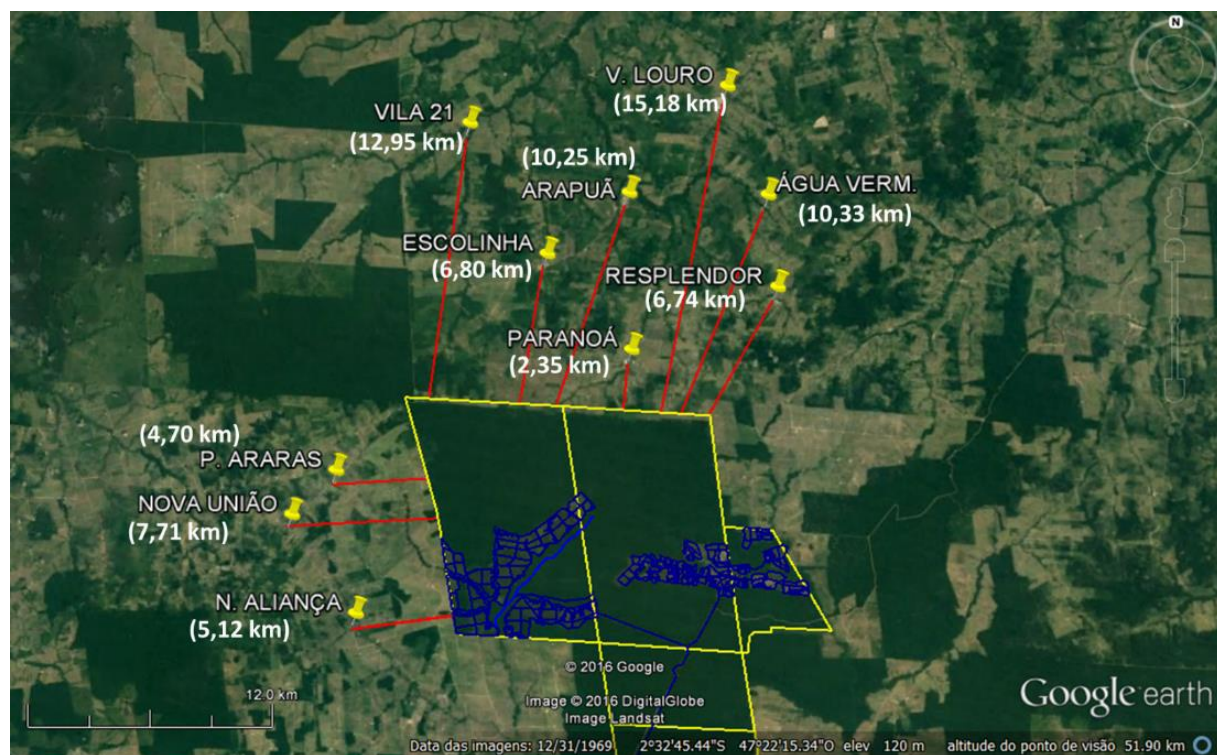 N
V. LOURO
(15,18 km)
VILA 21
(12,95 km)
(10,25 km)
ARAPUÃ
ÁGUA VERM.
(10,33 km)
ESCOLINHA
(6,80 km)
RESPLENDOR
(6,74 km)
PARANOÁ
(2,35 km)
(4,70 km)
P. ARARAS
NOVA UNIÃO
(7,71 km)
N. ALIANÇA
(5,12 km)
© 2016 Google
12.0 km
Image © 2016 DigitalGlobe
Image Landsat
Google earth
Data das imagens: 12/31/1969 2°32'45.44"S 47°22'15.34"O elev 120 m altitude do ponto de visão 51.90 km